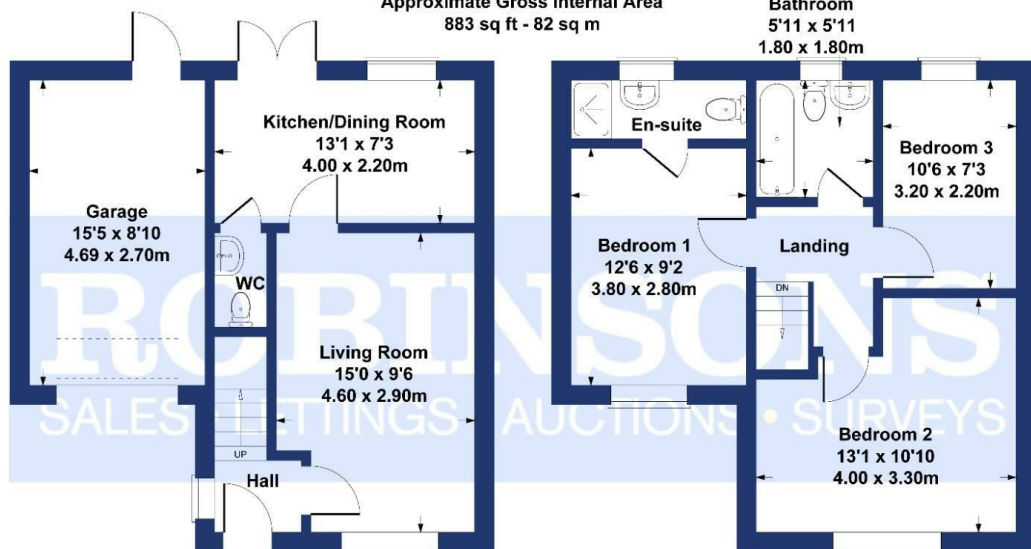 Approximate Gross Internal Area
883 sq ft - 82 sq m
Kitchen/Dining Room
13'1 x 7'3
4.00 x 2.20m
Garage
15'5 x 8'10
4.69 x 2.70m
WC
Living Room
15'0 x 9'6
4.60 x 2.90m
UP
Hall
Bathroom
5'11 x 5'11
1.80 x 1.80m
En-suite
Bedroom 3
10'6 x 7'3
3.20 x 2.20m
Bedroom 1
12'6 x 9'2
3.80 x 2.80m
Landing
DN
Bedroom 2
13'1 x 10'10
4.00 x 3.30m
ROBINSONS
SALES • LETTINGS • AUCTIONS • SURVEYS